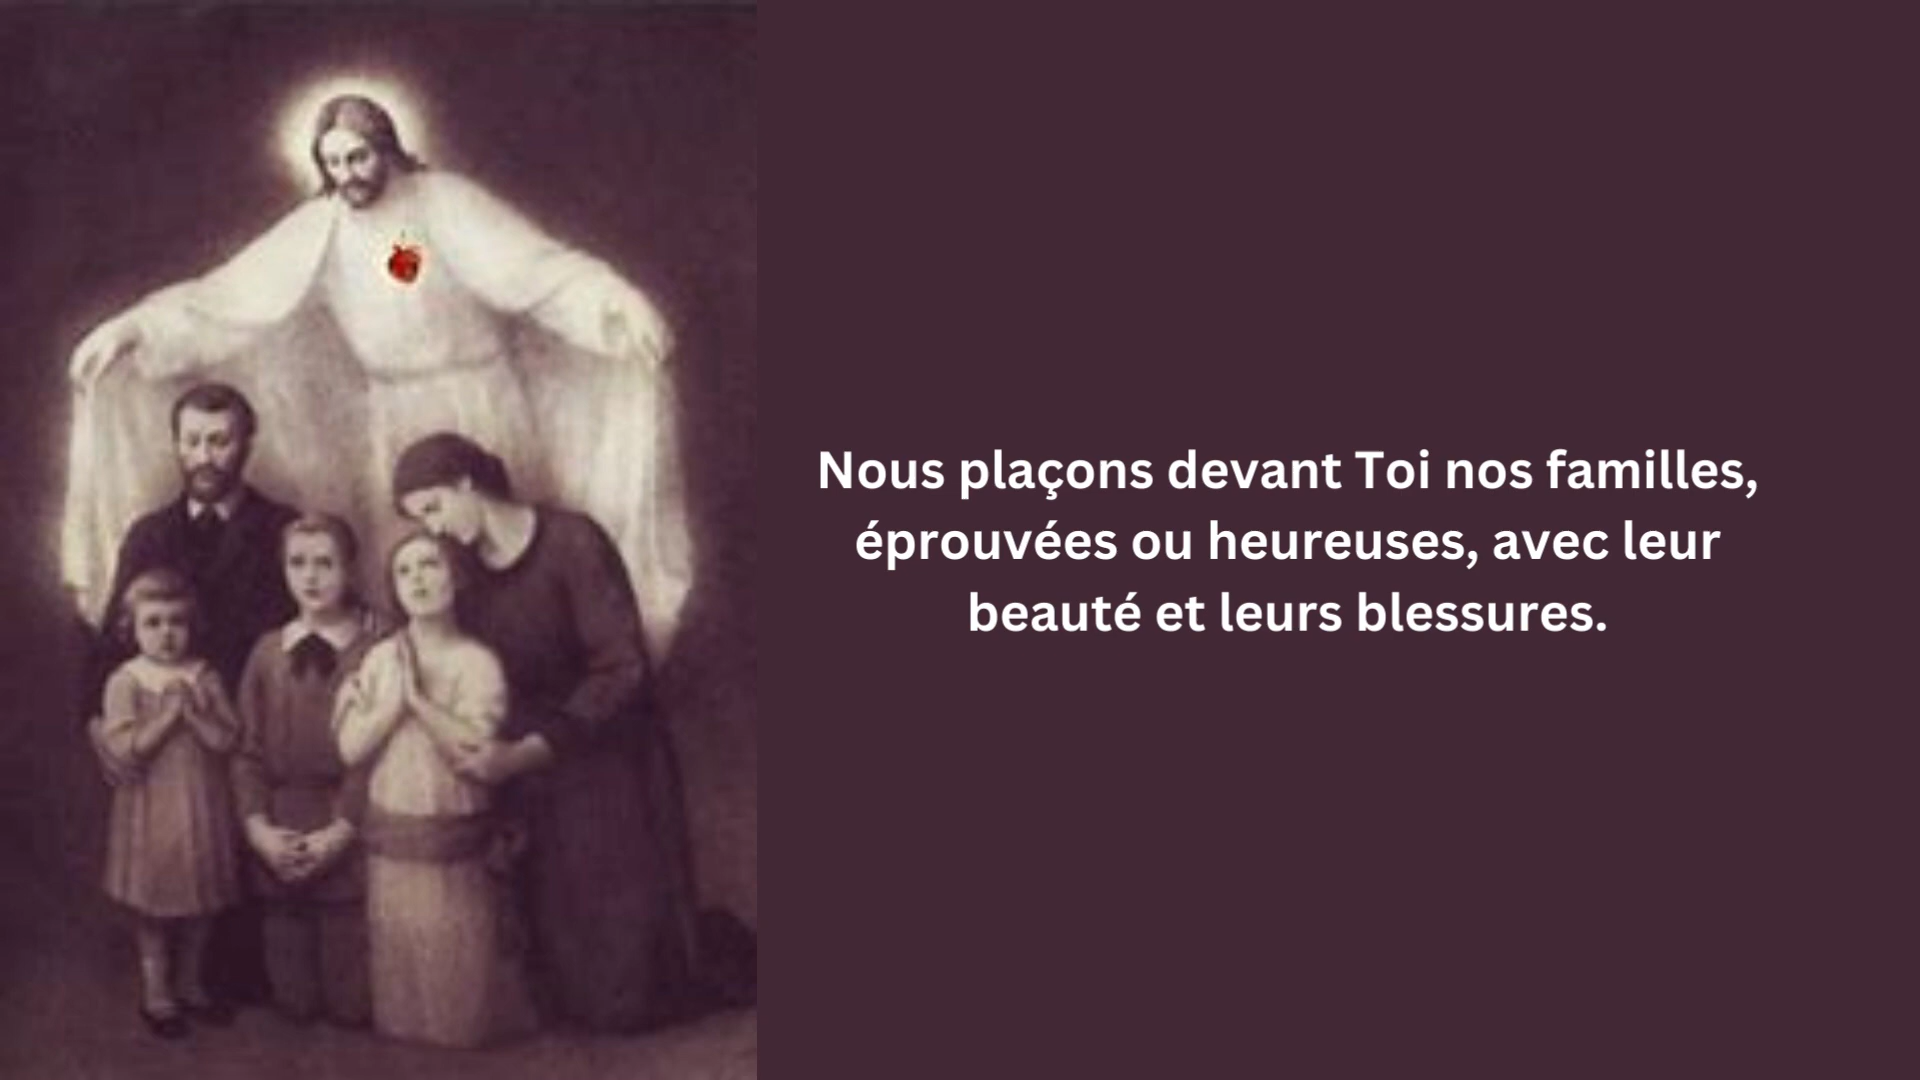 Nous plaçons devant Toi nos familles,
éprouvées ou heureuses, avec leur
beauté et leurs blessures.